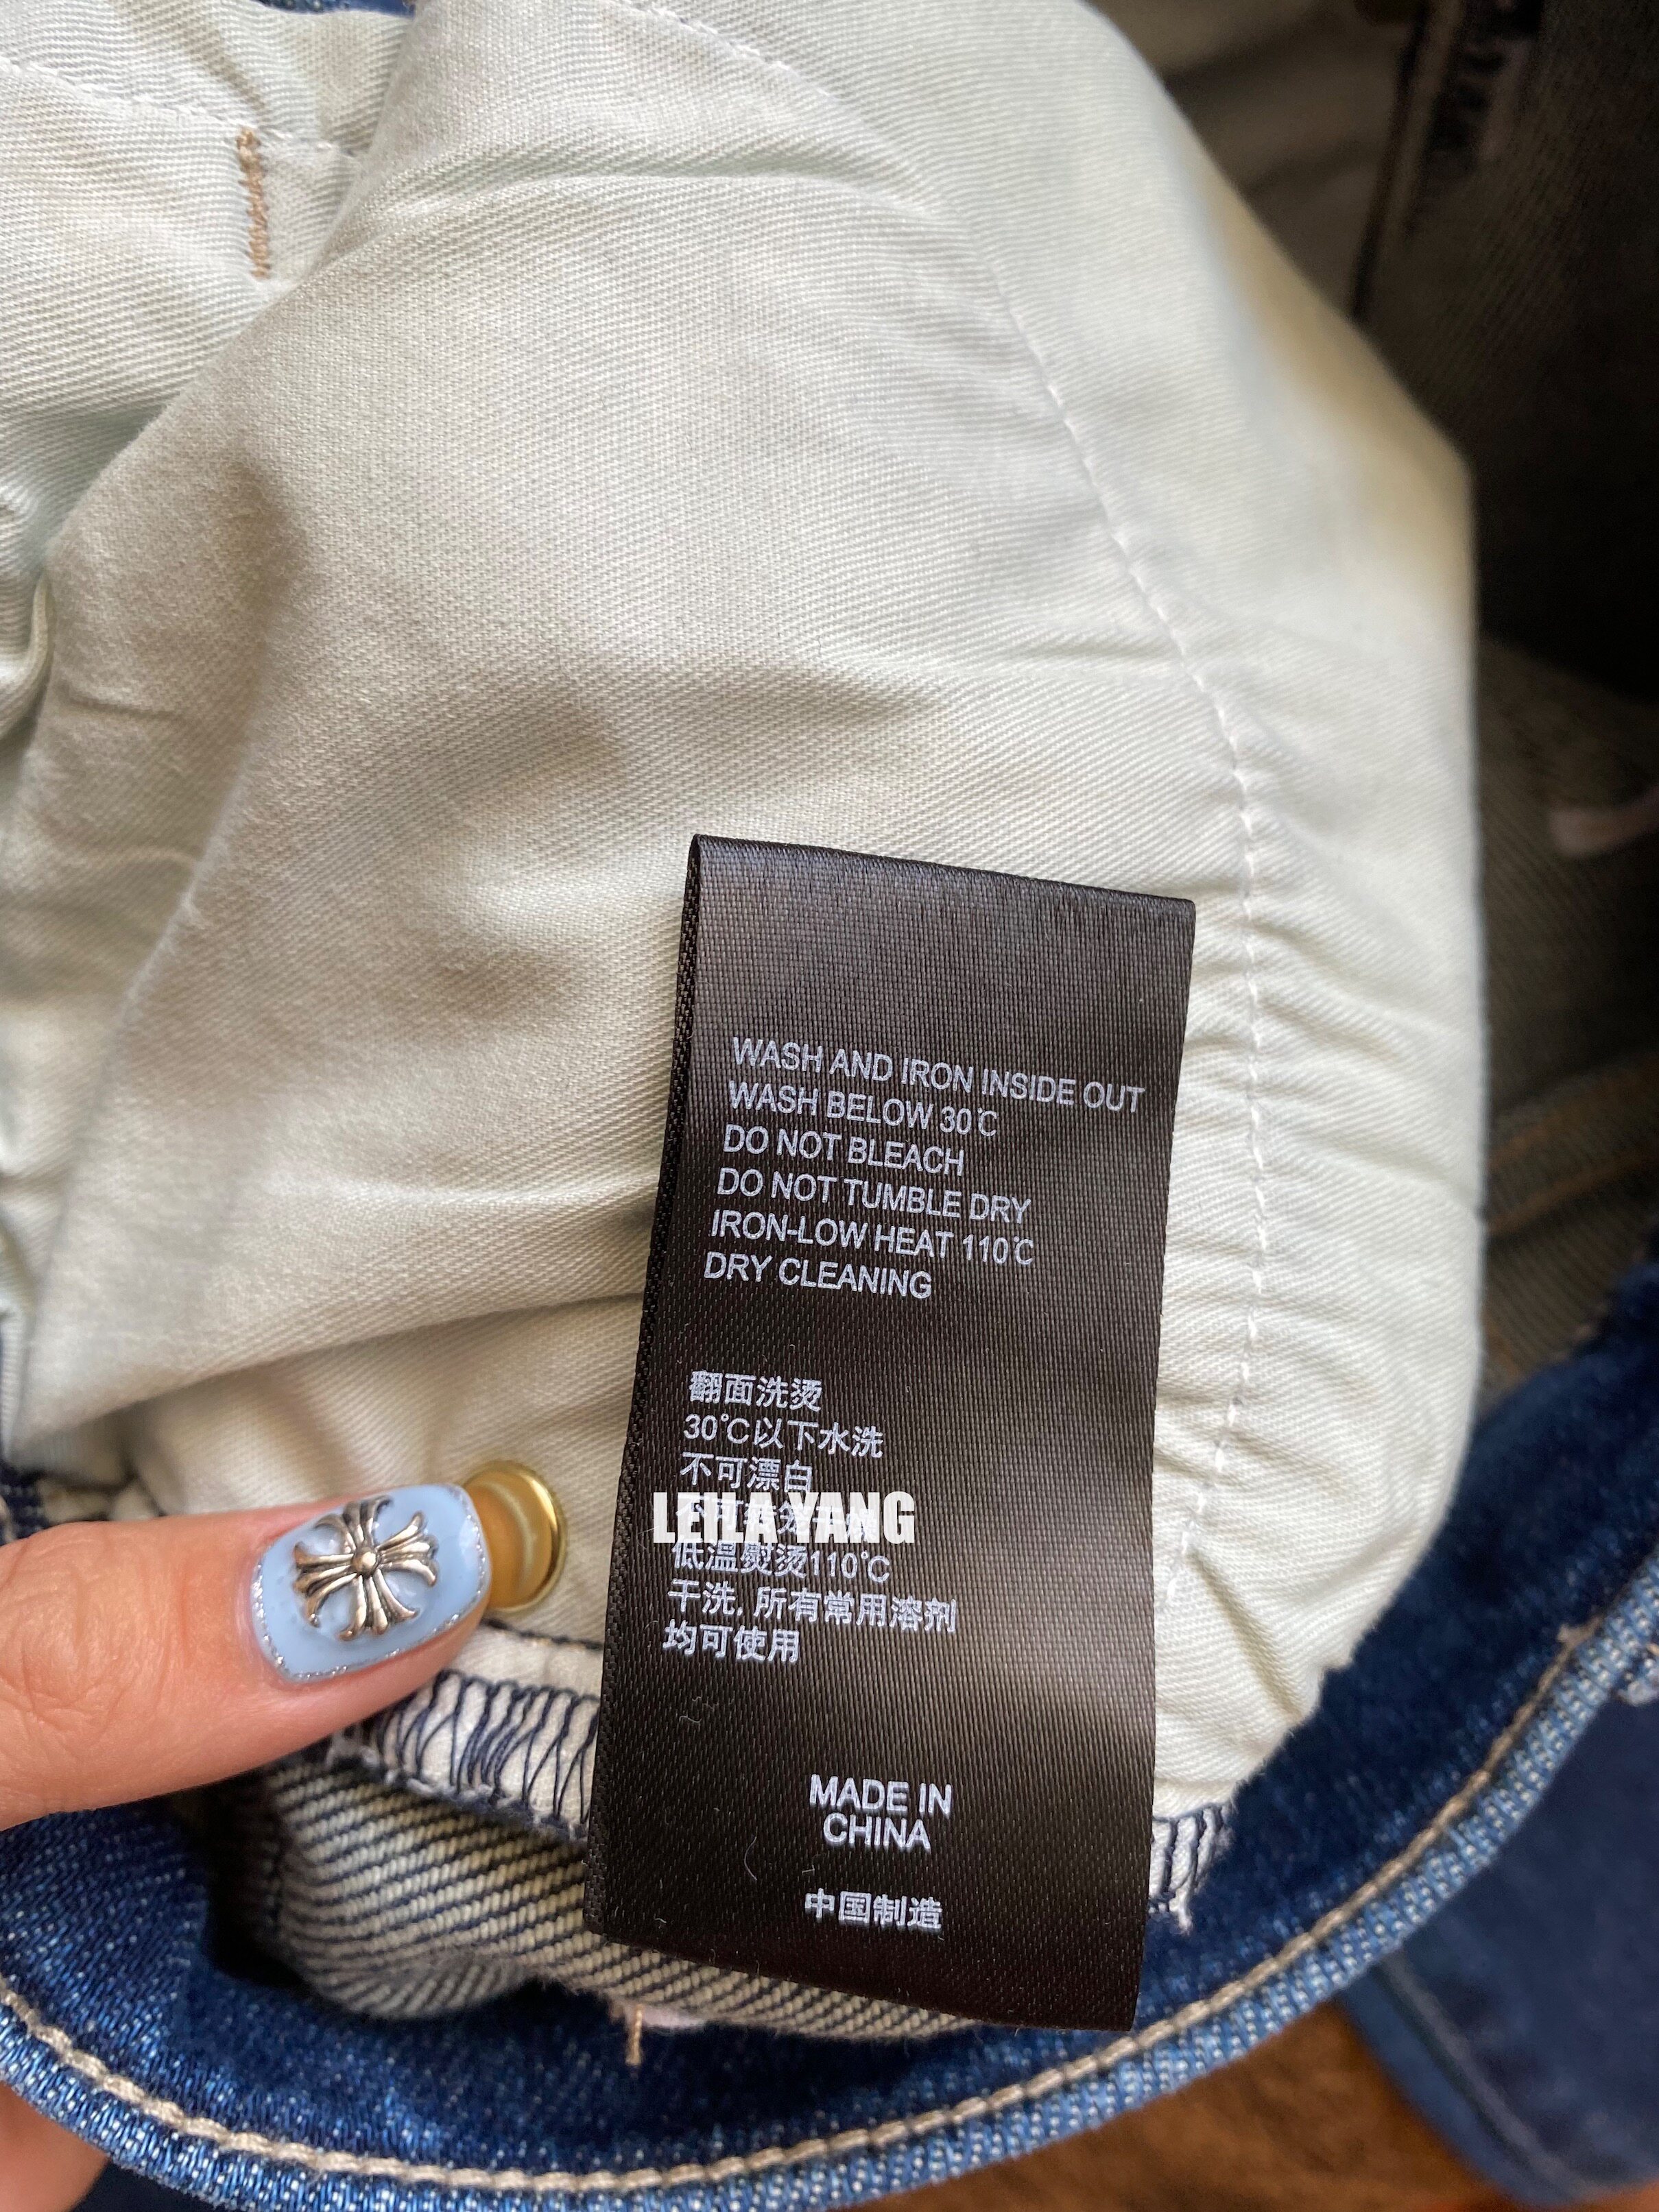 WASH AND IRON INSIDE OUT
WASH BELOW 30℃
DO NOT BLEACH
DO NOT TUMBLE DRY
IRON-LOW HEAT 110℃
DRY CLEANING
翻面洗烫
30℃以下水洗
不可漂白
LEILA YANG
低温熨烫110℃
干洗,所有常用溶剂
均可使用
MADE IN
CHINA
中国制造